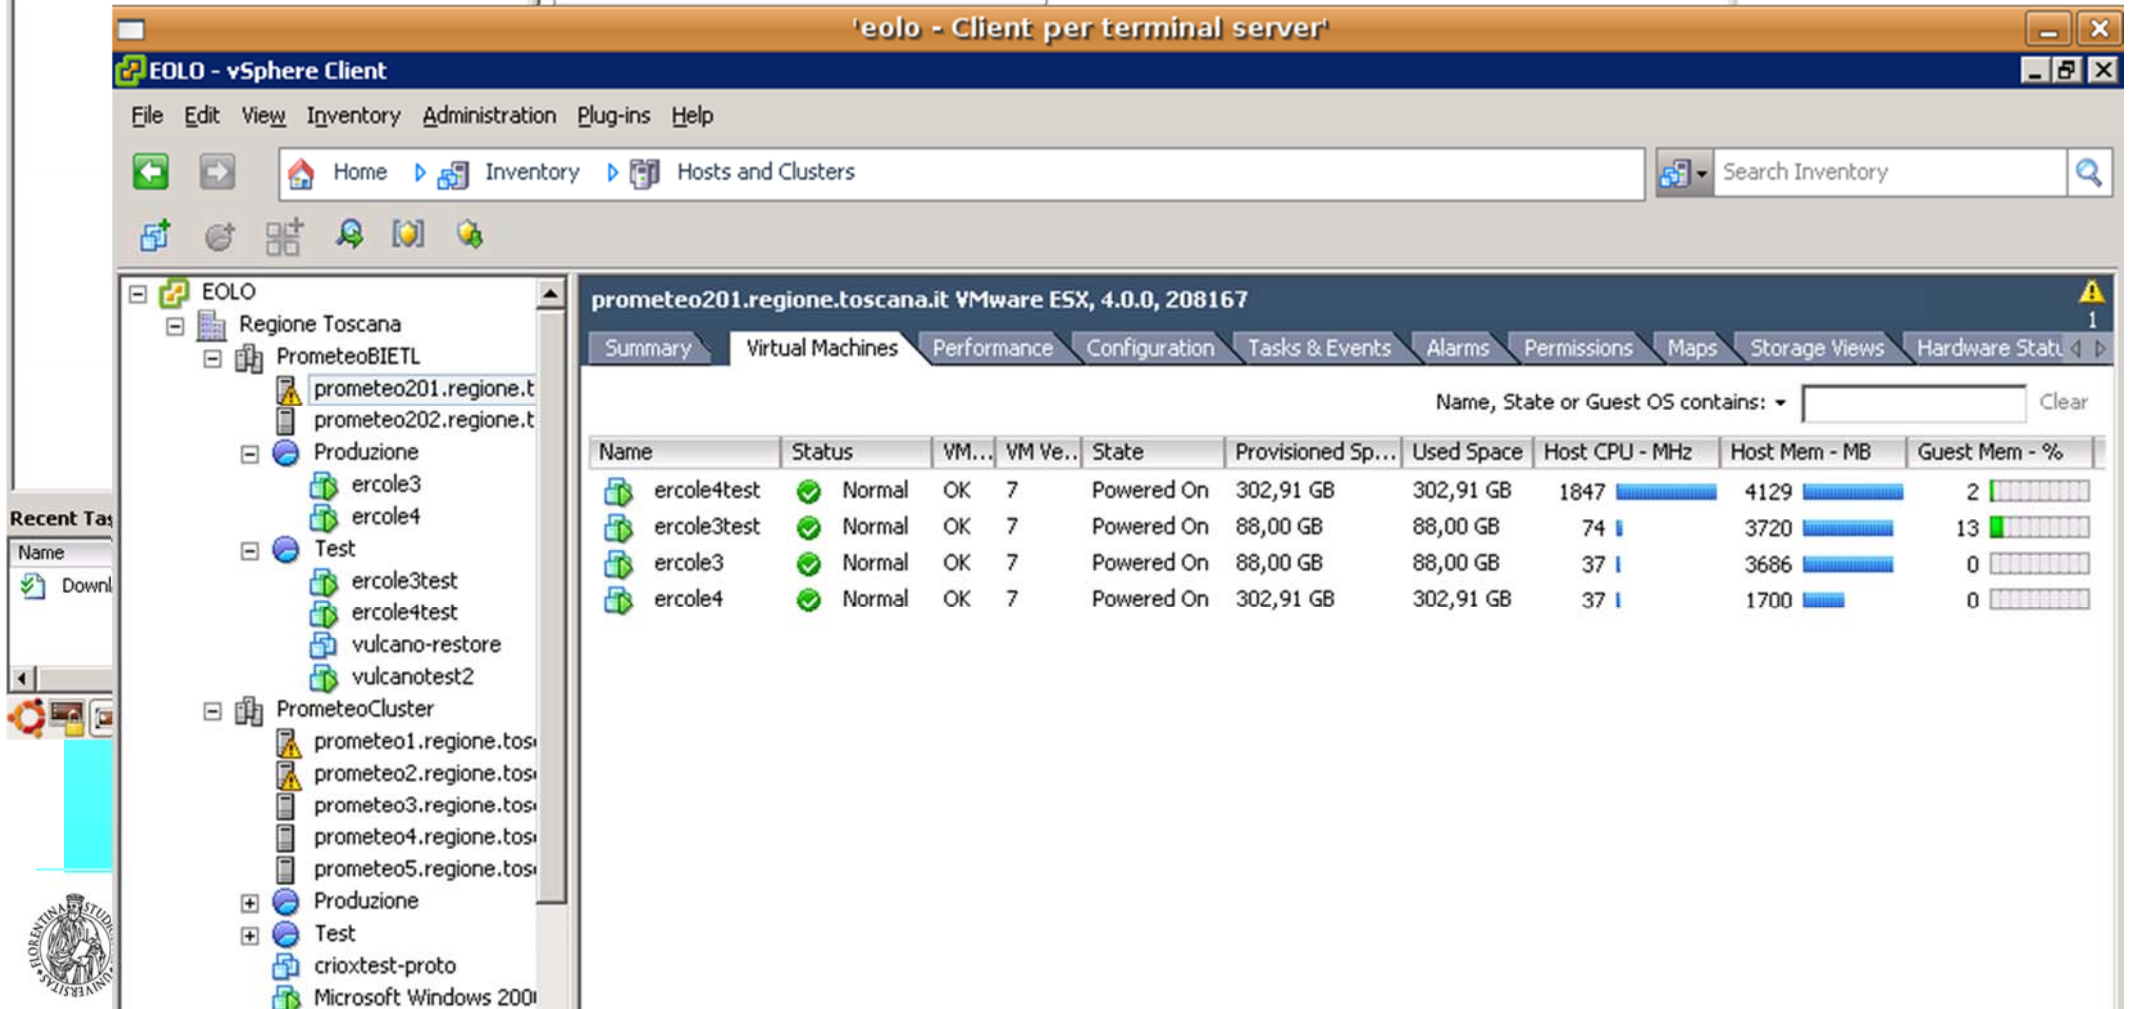 'eolo - Client per terminal server'
EOLO - vSphere Client
File Edit View Inventory Administration Plug-ins Help
Home Inventory Hosts and Clusters
Search Inventory
EOLO
Regione Toscana
PrometeoBIETL
prometeo201.regione.t
prometeo202.regione.t
Produzione
ercole3
ercole4
Test
ercole3test
ercole4test
vulcano-restore
vulcanotest2
PrometeoCluster
prometeo1.regione.tos
prometeo2.regione.tos
prometeo3.regione.tos
prometeo4.regione.tos
prometeo5.regione.tos
Produzione
Test
crioxtest-proto
Microsoft Windows 200
prometeo201.regione.toscana.it VMware ESX, 4.0.0, 208167
1
Summary Virtual Machines Performance Configuration Tasks & Events Alarms Permissions Maps Storage Views Hardware Statu
Name, State or Guest OS contains: Clear
Name Status VM... VM Ve.. State Provisioned Sp... Used Space Host CPU - MHz Host Mem - MB Guest Mem - %
ercole4test Normal OK 7 Powered On 302,91 GB 302,91 GB 1847 4129 2
ercole3test Normal OK 7 Powered On 88,00 GB 88,00 GB 74 3720 13
ercole3 Normal OK 7 Powered On 88,00 GB 88,00 GB 37 3686 0
ercole4 Normal OK 7 Powered On 302,91 GB 302,91 GB 37 1700 0
Recent Tas
Name
Downl